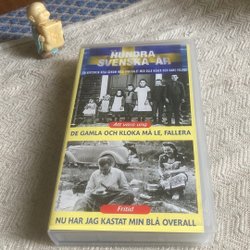 HUNDRA
SVENSKA ÅR
Att vara ung
DE GAMLA OCH KLOKA MÅ LE, FALLERA
Fritid
NU HAR JAG KASTAT MIN BLÅ OVERALL